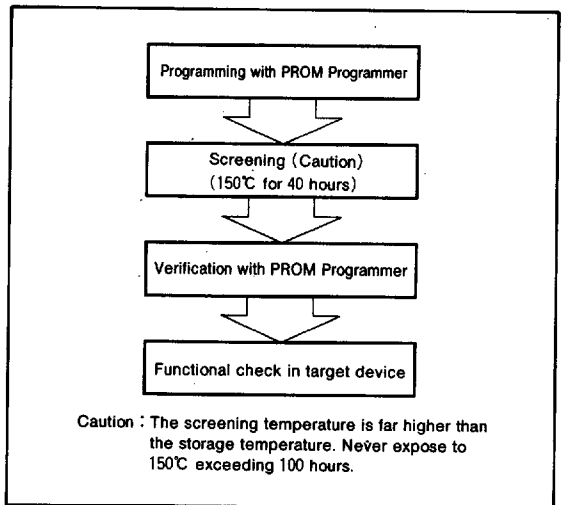 Programming with PROM Programmer
Screening (Caution)
(150℃ for 40 hours)
Verification with PROM Programmer
Functional check in target device
Caution : The screening temperature is far higher than
the storage temperature. Never expose to
150℃ exceeding 100 hours.